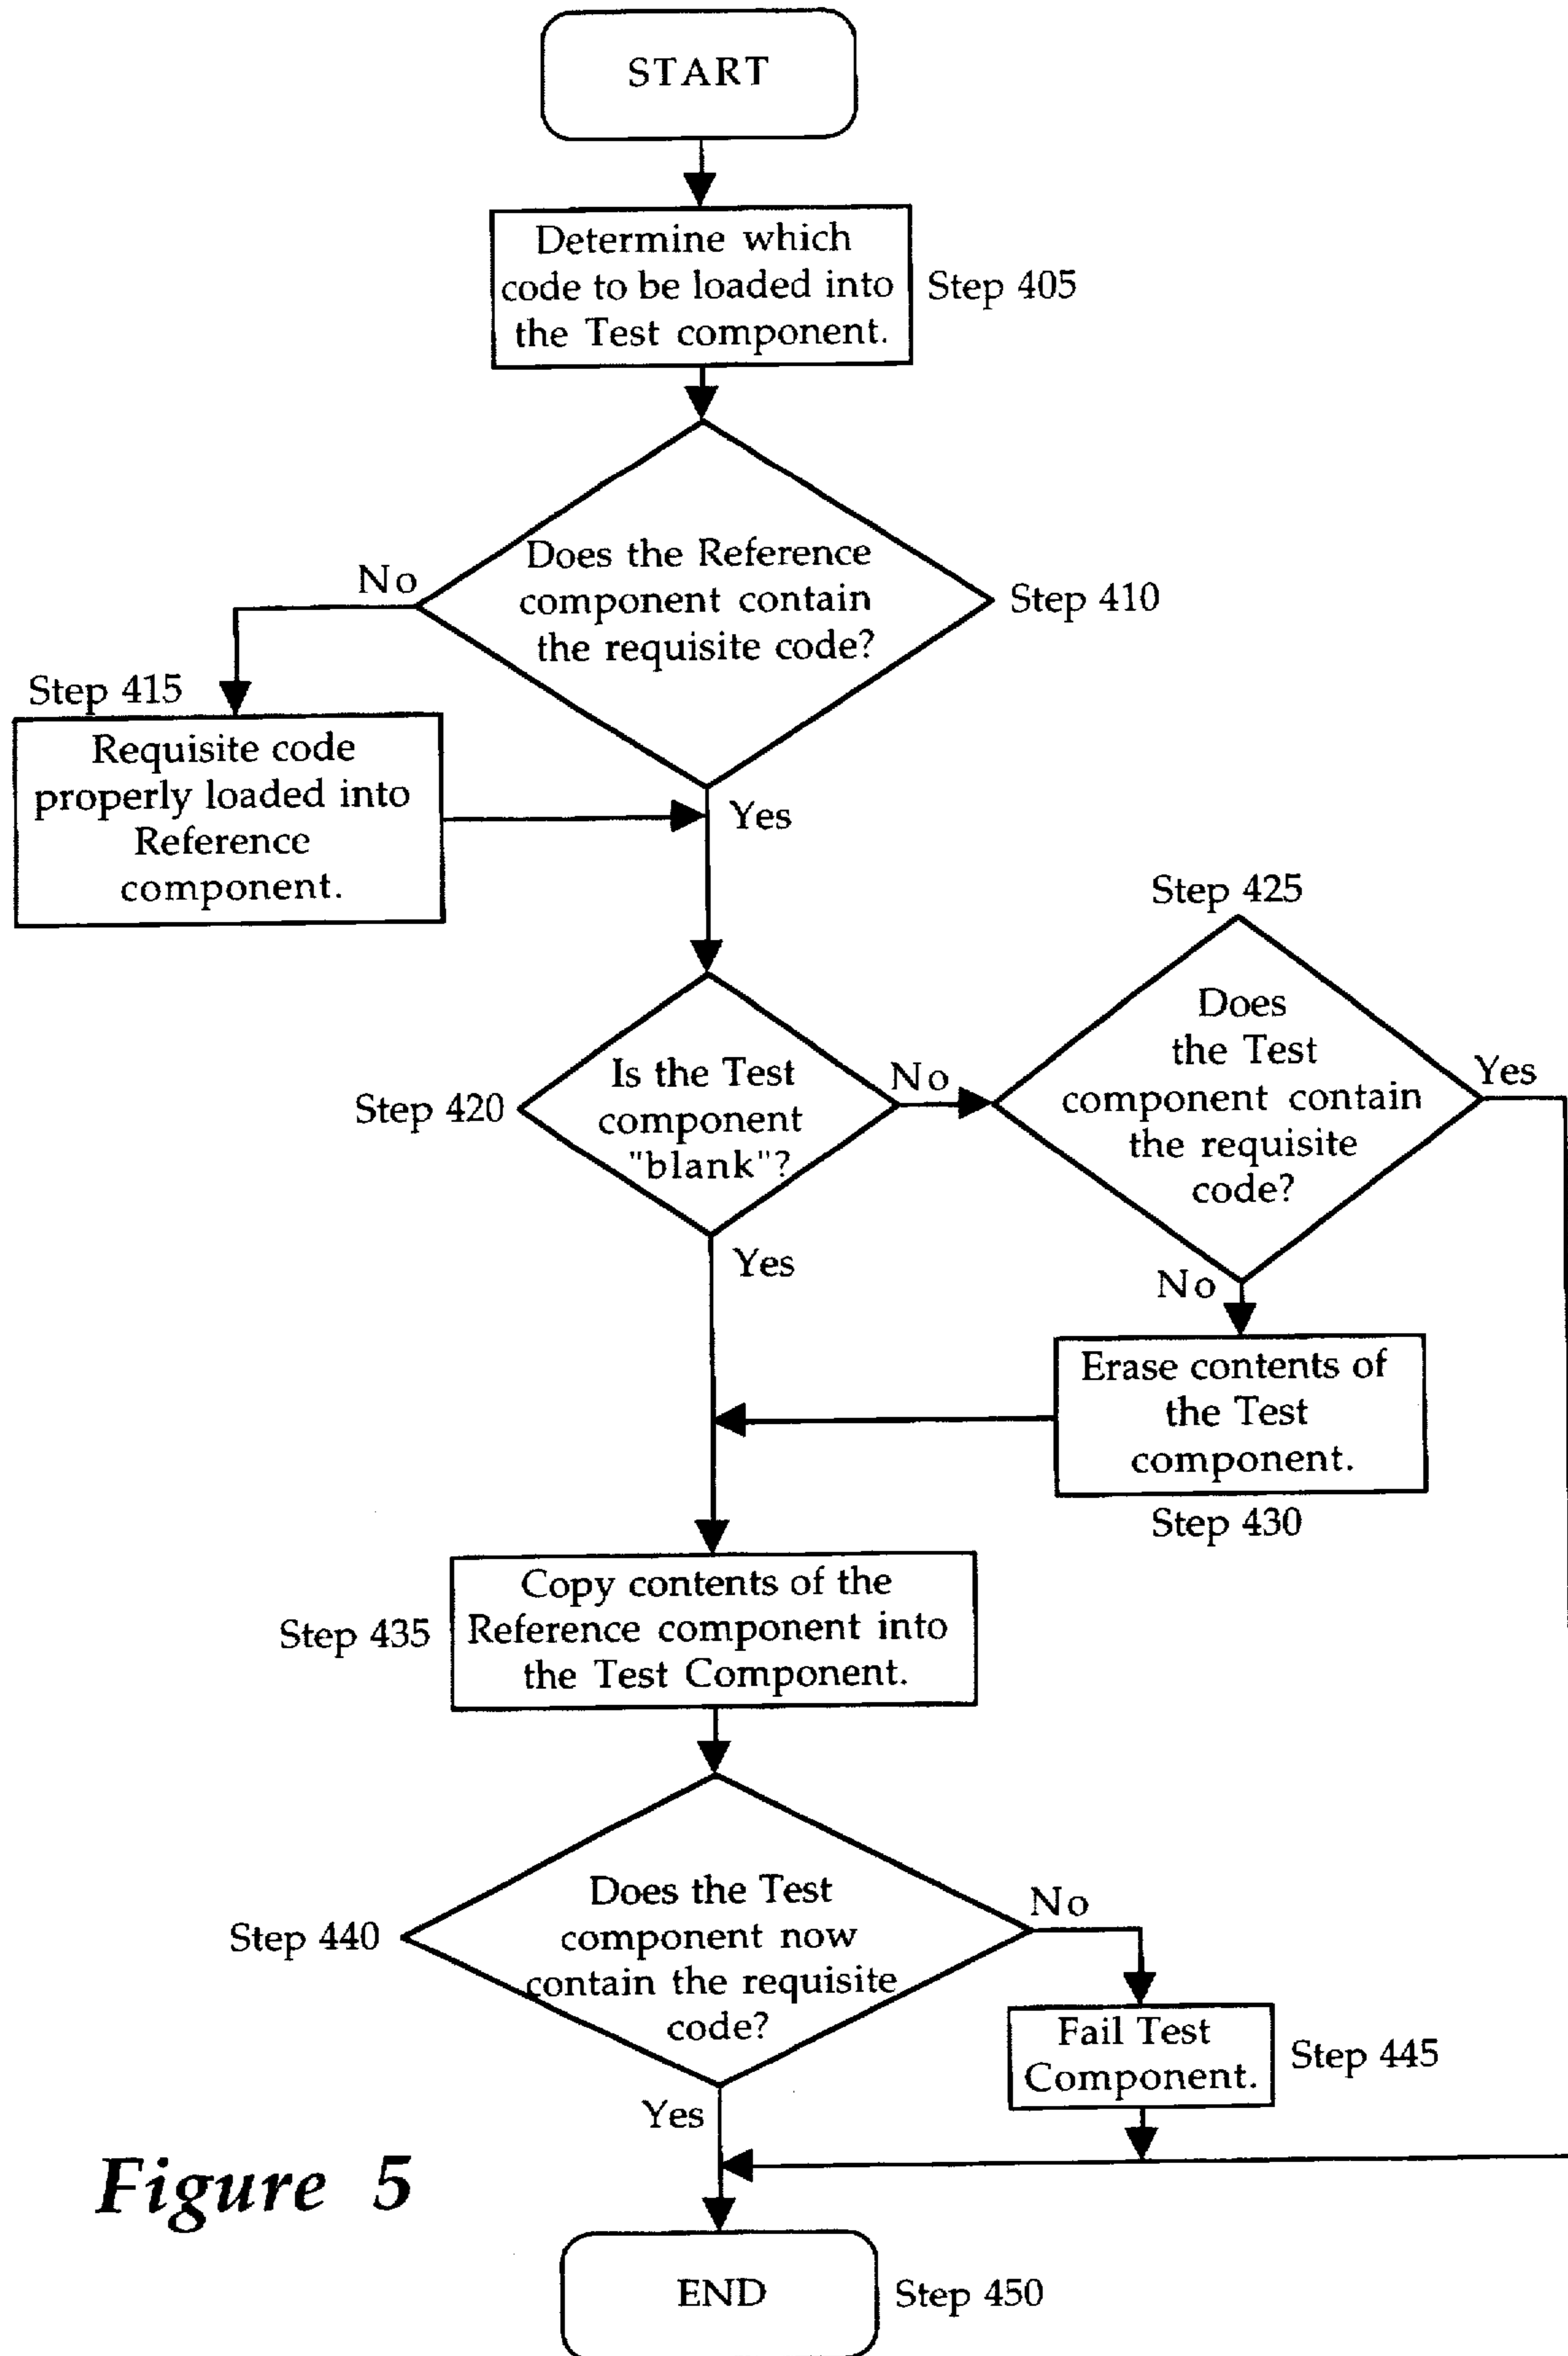 START
Determine which
code to be loaded into
the Test component.
Step 405
Does the Reference
component contain
the requisite code?
Step 410
No
Step 415
Requisite code
properly loaded into
Reference
component.
Yes
Step 425
Does
the Test
component contain
the requisite
code?
Yes
Is the Test
component
"blank"?
Step 420
No
Yes
No
Erase contents of
the Test
component.
Step 430
Copy contents of the
Reference component into
the Test Component.
Step 435
Does the Test
component now
contain the requisite
code?
Step 440
No
Fail Test
Component.
Step 445
Yes
Figure 5
END
Step 450